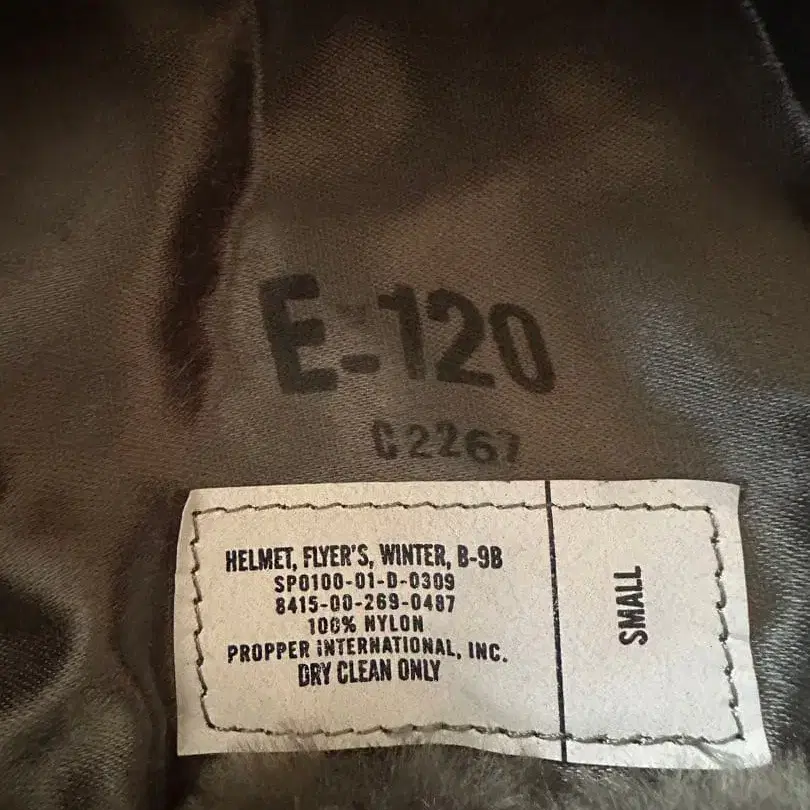 E-120
C2267
HELMET, FLYER'S, WINTER, B-9B
SP0100-01-D-0309
8415-00-269-0487
100% NYLON
PROPPER INTERNATIONAL, INC.
DRY CLEAN ONLY
SMALL